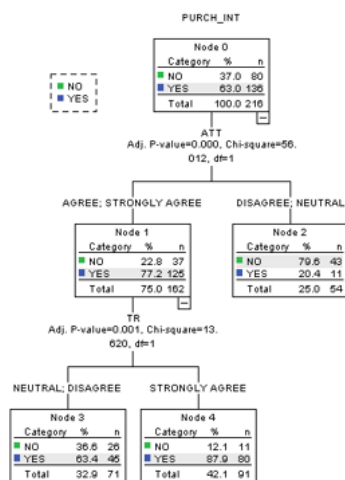 PURCH_INT
Node 0
Category % n
NO 37.0 80
YES 63.0 136
Total 100.0 216
NO
YES
ATT
Adj. P-value=0.000, Chi-square=56.
012, df=1
AGREE; STRONGLY AGREE
DISAGREE; NEUTRAL
Node 1
Category % n
NO 22.8 37
YES 77.2 125
Total 75.0 162
Node 2
Category % n
NO 79.6 43
YES 20.4 11
Total 25.0 54
TR
Adj. P-value=0.001, Chi-square=13.
620, df=1
NEUTRAL; DISAGREE
STRONGLY AGREE
Node 3
Category % n
NO 36.6 26
YES 63.4 45
Total 32.9 71
Node 4
Category % n
NO 12.1 11
YES 87.9 80
Total 42.1 91